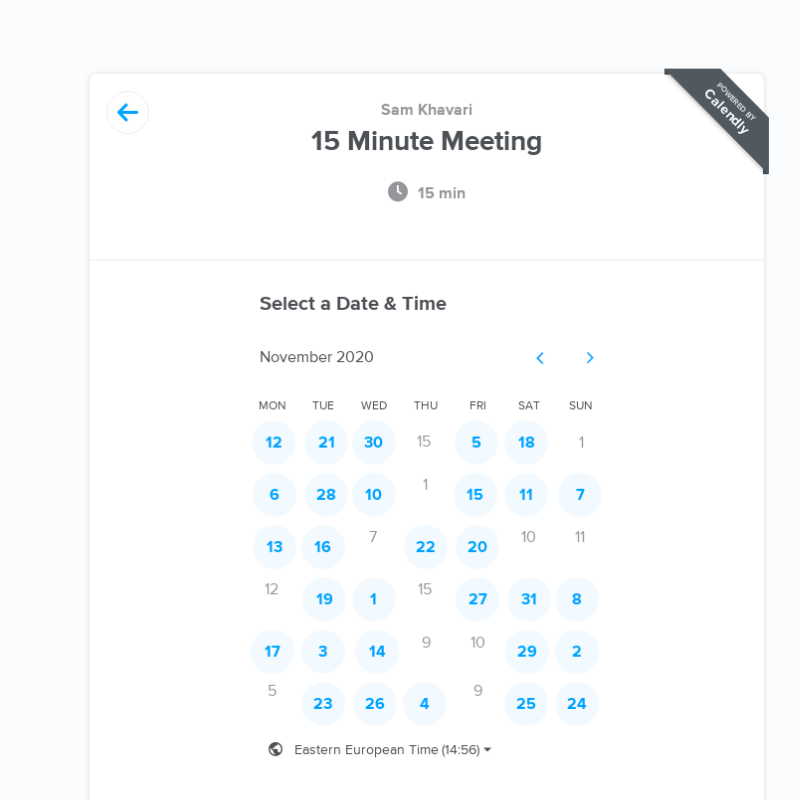 Sam Khavari
POWERED BY
Calendly
15 Minute Meeting
15 min
Select a Date & Time
November 2020
MON TUE WED THU FRI SAT SUN
12 21 30 15 5 18 1
6 28 10 1 15 11 7
13 16 7 22 20 10 11
12 19 1 15 27 31 8
17 3 14 9 10 29 2
5 23 26 4 9 25 24
Eastern European Time (14:56)